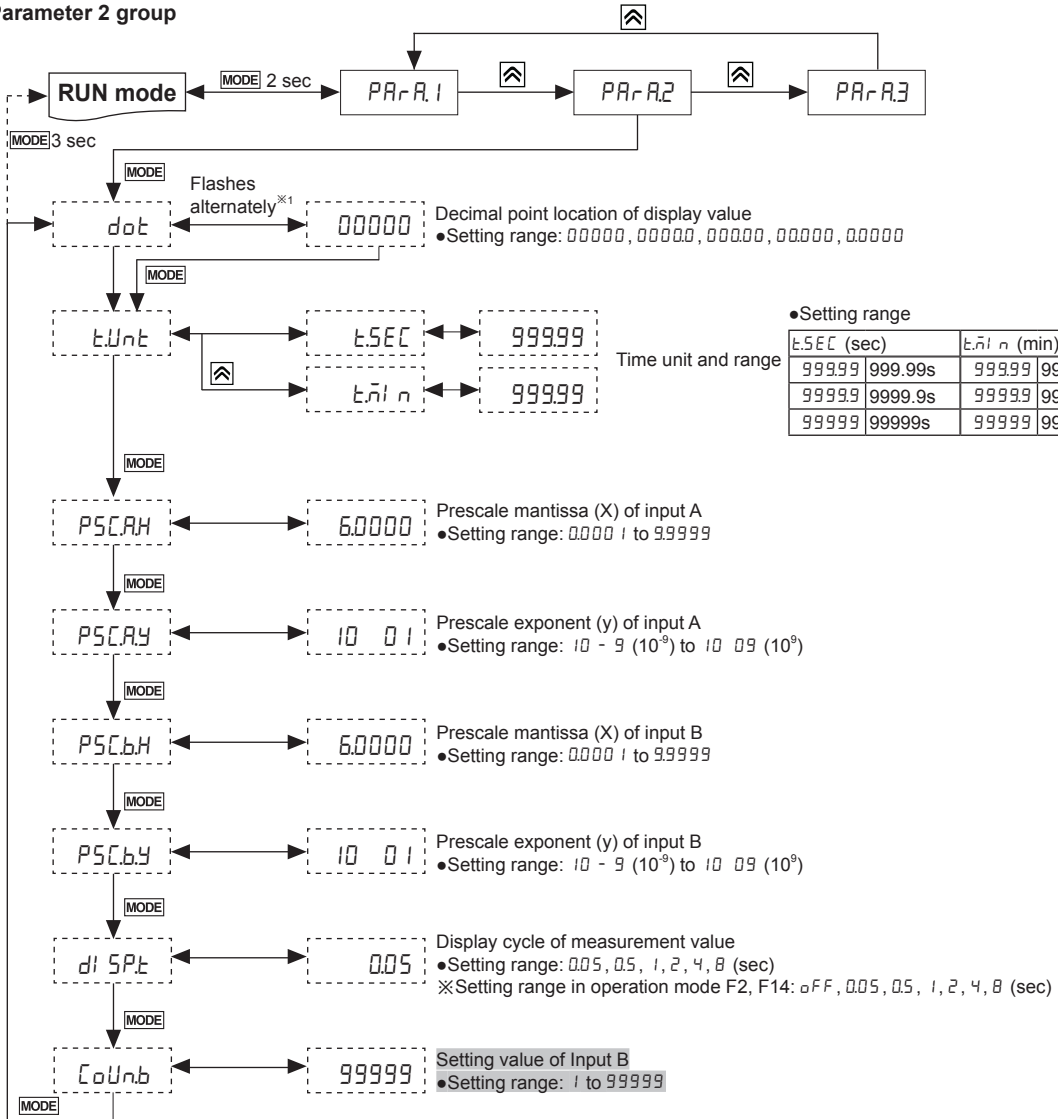 Parameter 2 group
RUN mode
MODE 2 sec
PArA.1
PArA.2
PArA.3
MODE 3 sec
MODE
Flashes
alternately※1
dot
00000
Decimal point location of display value
●Setting range: 00000, 0000.0, 000.00, 00.000, 0.0000
MODE
t.Unt
t.SEC
999.99
t.min
999.99
Time unit and range
●Setting range
t.SEC (sec) t.min (min)
999.99 999.99s 999.99 99
9999.9 9999.9s 9999.9 99
99999 99999s 99999 99
MODE
PSC.A.H
6.0000
Prescale mantissa (X) of input A
●Setting range: 0.0001 to 9.9999
MODE
PSC.A.y
10 01
Prescale exponent (y) of input A
●Setting range: 10 - 9 (10⁻⁹) to 10 09 (10⁹)
MODE
PSC.b.H
6.0000
Prescale mantissa (X) of input B
●Setting range: 0.0001 to 9.9999
MODE
PSC.b.y
10 01
Prescale exponent (y) of input B
●Setting range: 10 - 9 (10⁻⁹) to 10 09 (10⁹)
MODE
dISP.t
0.05
Display cycle of measurement value
●Setting range: 0.05, 0.5, 1, 2, 4, 8 (sec)
※Setting range in operation mode F2, F14: oFF, 0.05, 0.5, 1, 2, 4, 8 (sec)
MODE
CoUn.b
99999
Setting value of Input B
●Setting range: 1 to 99999
MODE